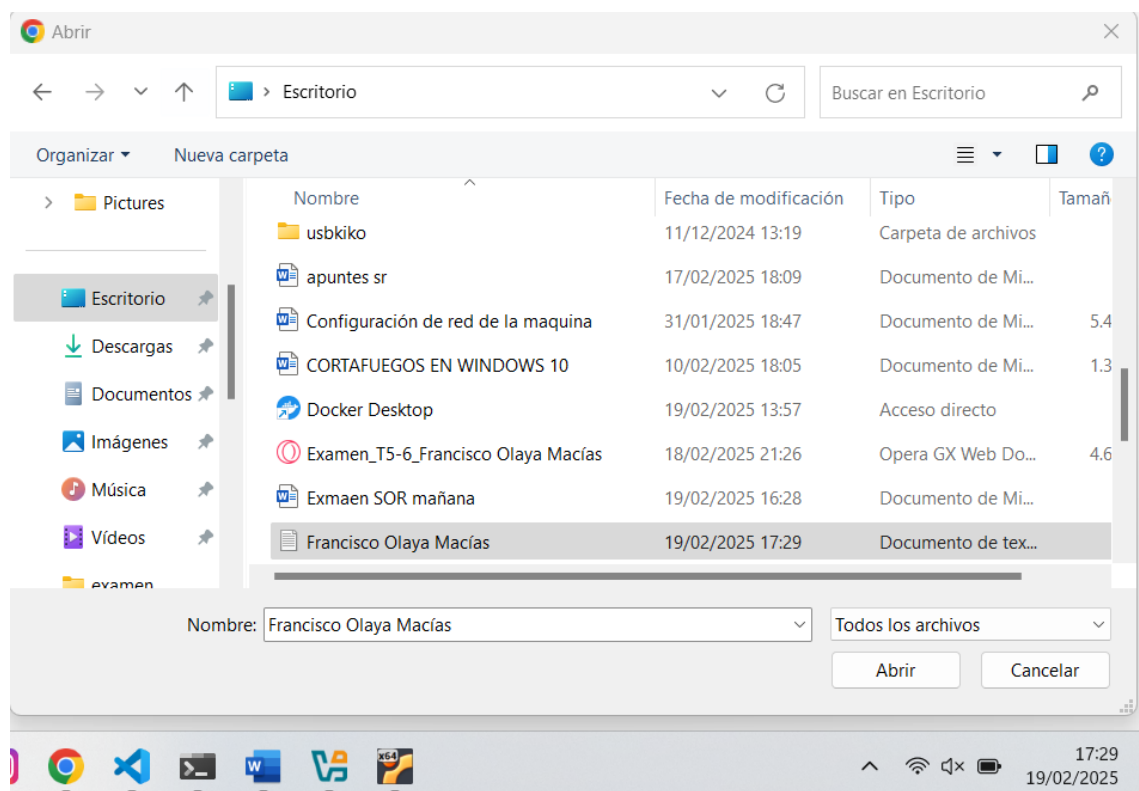 Abrir
Escritorio
Buscar en Escritorio
Organizar
Nueva carpeta
Pictures
Escritorio
Descargas
Documentos
Imágenes
Música
Vídeos
examen
Nombre Fecha de modificación Tipo Tamañ
usbkiko 11/12/2024 13:19 Carpeta de archivos
apuntes sr 17/02/2025 18:09 Documento de Mi...
Configuración de red de la maquina 31/01/2025 18:47 Documento de Mi... 5.4
CORTAFUEGOS EN WINDOWS 10 10/02/2025 18:05 Documento de Mi... 1.3
Docker Desktop 19/02/2025 13:57 Acceso directo
Examen_T5-6_Francisco Olaya Macías 18/02/2025 21:26 Opera GX Web Do... 4.6
Exmaen SOR mañana 19/02/2025 16:28 Documento de Mi...
Francisco Olaya Macías 19/02/2025 17:29 Documento de tex...
Nombre: Francisco Olaya Macías Todos los archivos
Abrir Cancelar
x64
17:29
19/02/2025